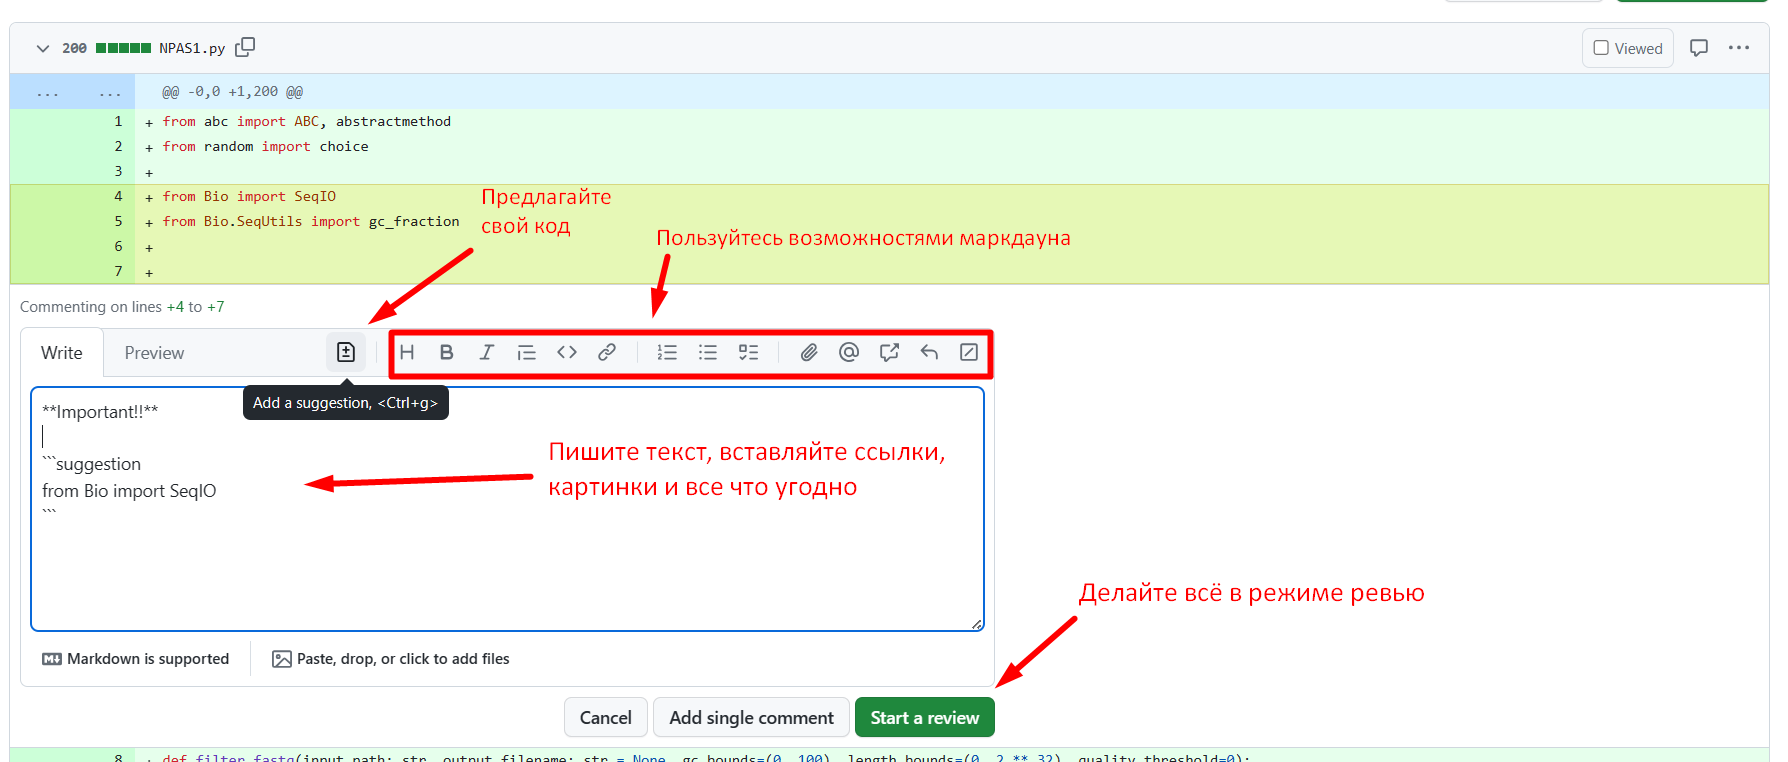 200 NPAS1.py Viewed ...
... ... @@ -0,0 +1,200 @@
1 + from abc import ABC, abstractmethod
2 + from random import choice
3 +
4 + from Bio import SeqIO
5 + from Bio.SeqUtils import gc_fraction
6 +
7 +
Предлагайте
свой код
Пользуйтесь возможностями маркдауна
Commenting on lines +4 to +7
Write Preview H B I <> @
Add a suggestion, <Ctrl+g>
**Important!!**
```suggestion
from Bio import SeqIO
```
Пишите текст, вставляйте ссылки,
картинки и все что угодно
Делайте всё в режиме ревью
Markdown is supported Paste, drop, or click to add files
Cancel Add single comment Start a review
8 + def filter_fastq(input_path: str, output_filename: str = None, gc_bounds=(0, 100), length_bounds=(0, 2 ** 32), quality_threshold=0):